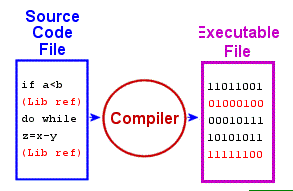 Source
Code
File
if a<b
(Lib ref)
do while
z=x-y
(Lib ref)
Compiler
Executable
File
11011001
01000100
00010111
10101011
11111100